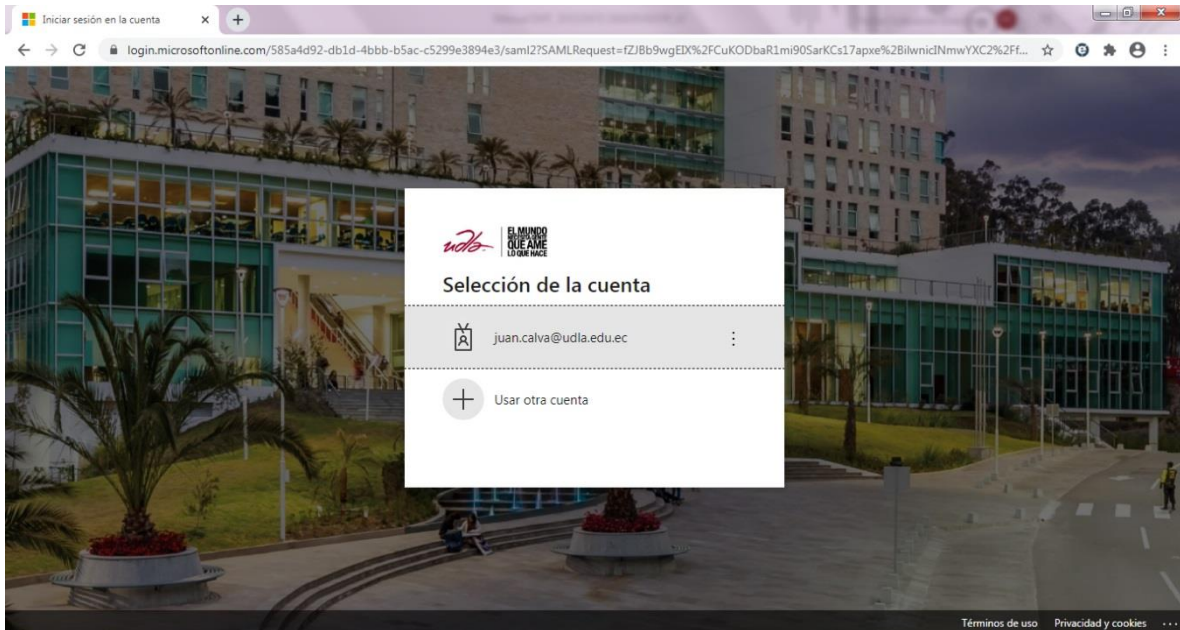 Iniciar sesión en la cuenta
login.microsoftonline.com/585a4d92-db1d-4bbb-b5ac-c5299e3894e3/saml2?SAMLRequest=fZJBb9wgEIX%2FCuKODbaR1mi90SarKCs17apxe%2BilwnicINmwYXC2%2Ff...
udla
EL MUNDO
NECESITA GENTE
QUE AME
LO QUE HACE
Selección de la cuenta
juan.calva@udla.edu.ec
Usar otra cuenta
Términos de uso Privacidad y cookies ...